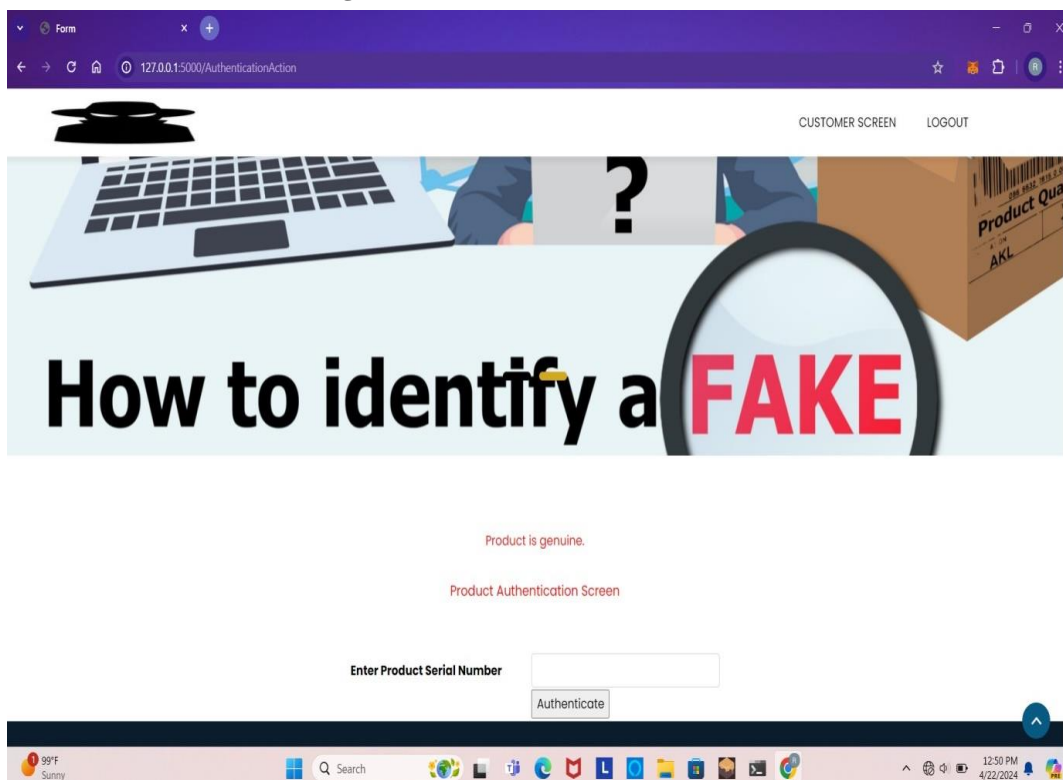 Form
127.0.0.1:5000/AuthenticationAction
R
CUSTOMER SCREEN LOGOUT
?
Product Qua
AKL
How to identify a FAKE
Product is genuine.
Product Authentication Screen
Enter Product Serial Number
Authenticate
1
99°F
Sunny
Search
L
12:50 PM
4/22/2024